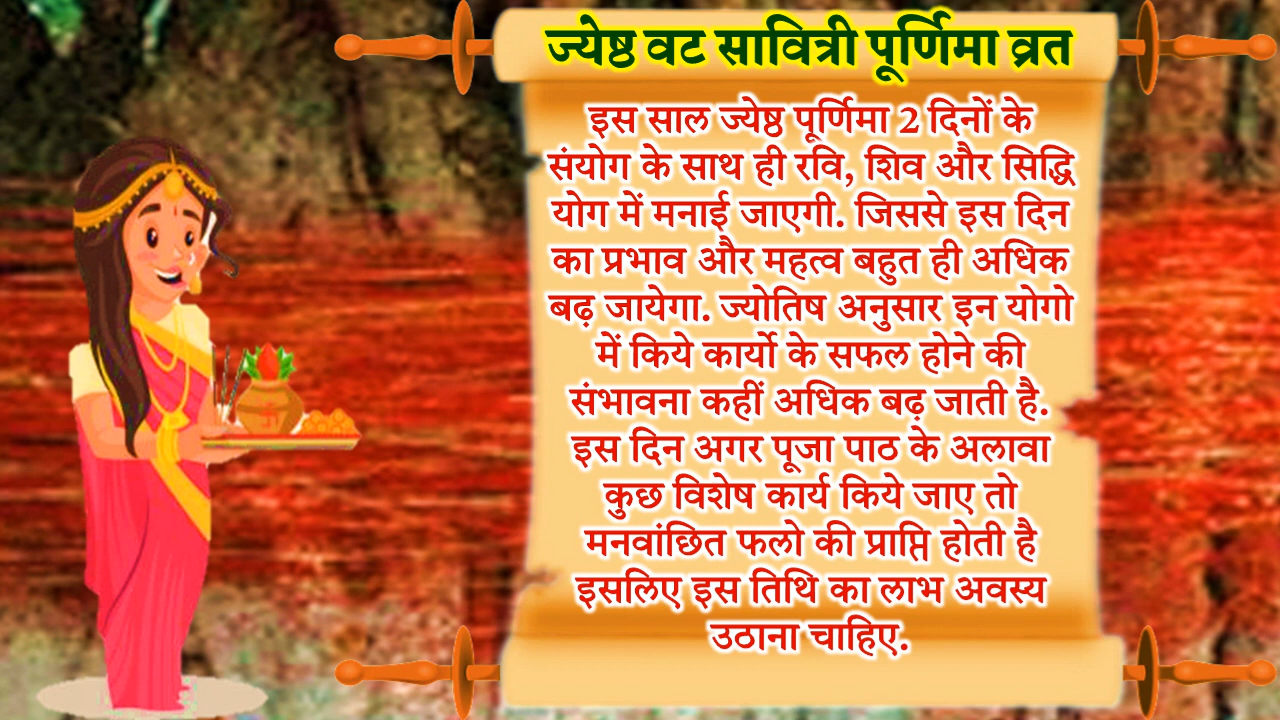 ज्येष्ठ वट सावित्री पूर्णिमा व्रत
इस साल ज्येष्ठ पूर्णिमा 2 दिनों के
संयोग के साथ ही रवि, शिव और सिद्धि
योग में मनाई जाएगी. जिससे इस दिन
का प्रभाव और महत्व बहुत ही अधिक
बढ़ जायेगा. ज्योतिष अनुसार इन योगो
में किये कार्यो के सफल होने की
संभावना कहीं अधिक बढ़ जाती है.
इस दिन अगर पूजा पाठ के अलावा
कुछ विशेष कार्य किये जाए तो
मनवांछित फलो की प्राप्ति होती है
इसलिए इस तिथि का लाभ अवस्य
उठाना चाहिए.